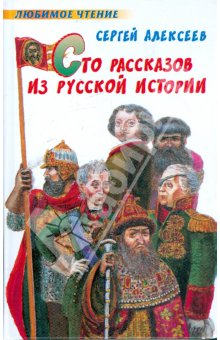 ЛЮБИМОЕ ЧТЕНИЕ
СЕРГЕЙ АЛЕКСЕЕВ
Сто рассказов
из русской истории